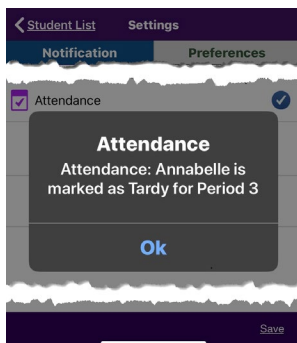 Student List Settings
Notification Preferences
Attendance
Attendance
Attendance: Annabelle is
marked as Tardy for Period 3
Ok
Save